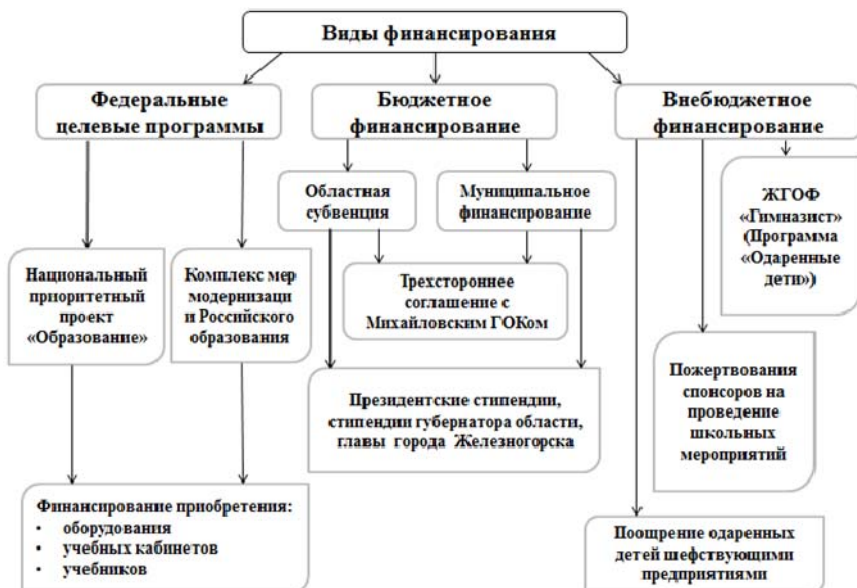 Виды финансирования
Федеральные
целевые программы
Бюджетное
финансирование
Внебюджетное
финансирование
Областная
субвенция
Муниципальное
финансирование
ЖГОФ
«Гимназист»
(Программа
«Одаренные
дети»)
Национальный
приоритетный
проект
«Образование»
Комплекс мер
модернизаци
и Российского
образования
Трехстороннее
соглашение с
Михайловским ГОКом
Пожертвования
спонсоров на
проведение
школьных
мероприятий
Президентские стипендии,
стипендии губернатора области,
главы города Железногорска
Финансирование приобретения:
• оборудования
• учебных кабинетов
• учебников
Поощрение одаренных
детей шефствующими
предприятиями